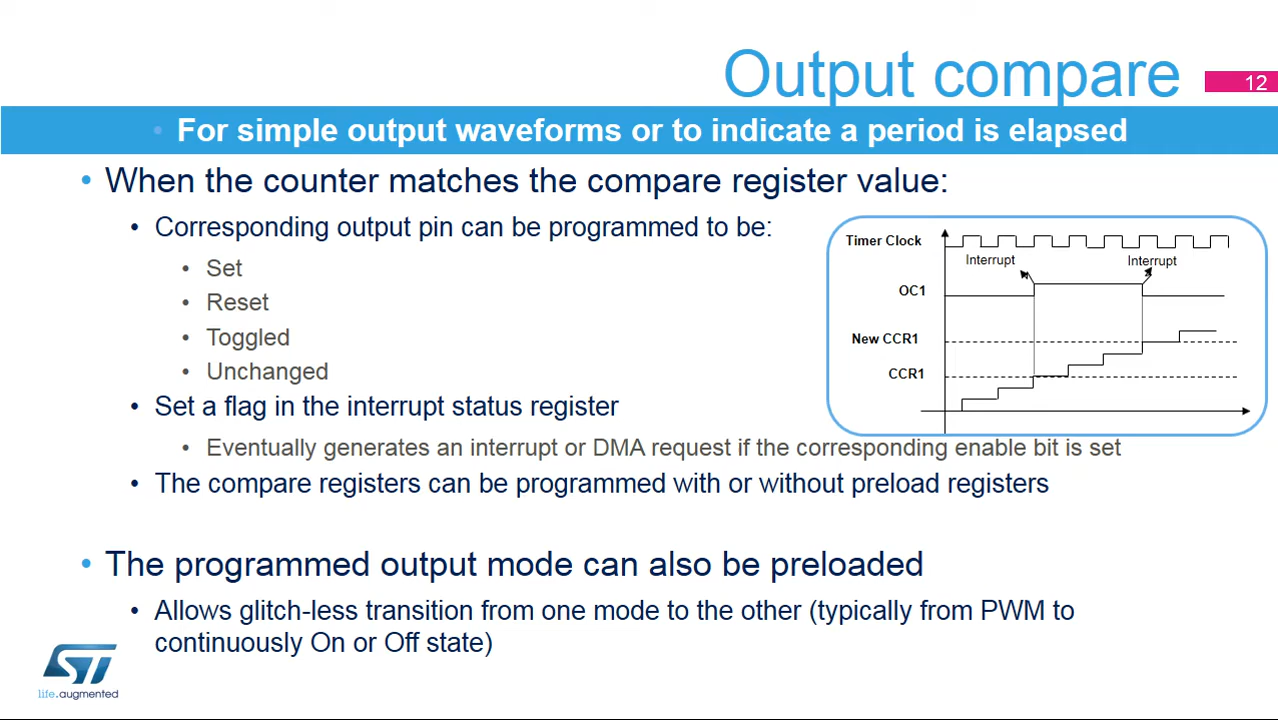 Output compare
12
• For simple output waveforms or to indicate a period is elapsed
• When the counter matches the compare register value:
• Corresponding output pin can be programmed to be:
• Set
• Reset
• Toggled
• Unchanged
• Set a flag in the interrupt status register
• Eventually generates an interrupt or DMA request if the corresponding enable bit is set
• The compare registers can be programmed with or without preload registers
Timer Clock
Interrupt
Interrupt
OC1
New CCR1
CCR1
• The programmed output mode can also be preloaded
• Allows glitch-less transition from one mode to the other (typically from PWM to
continuously On or Off state)
ST
life.augmented